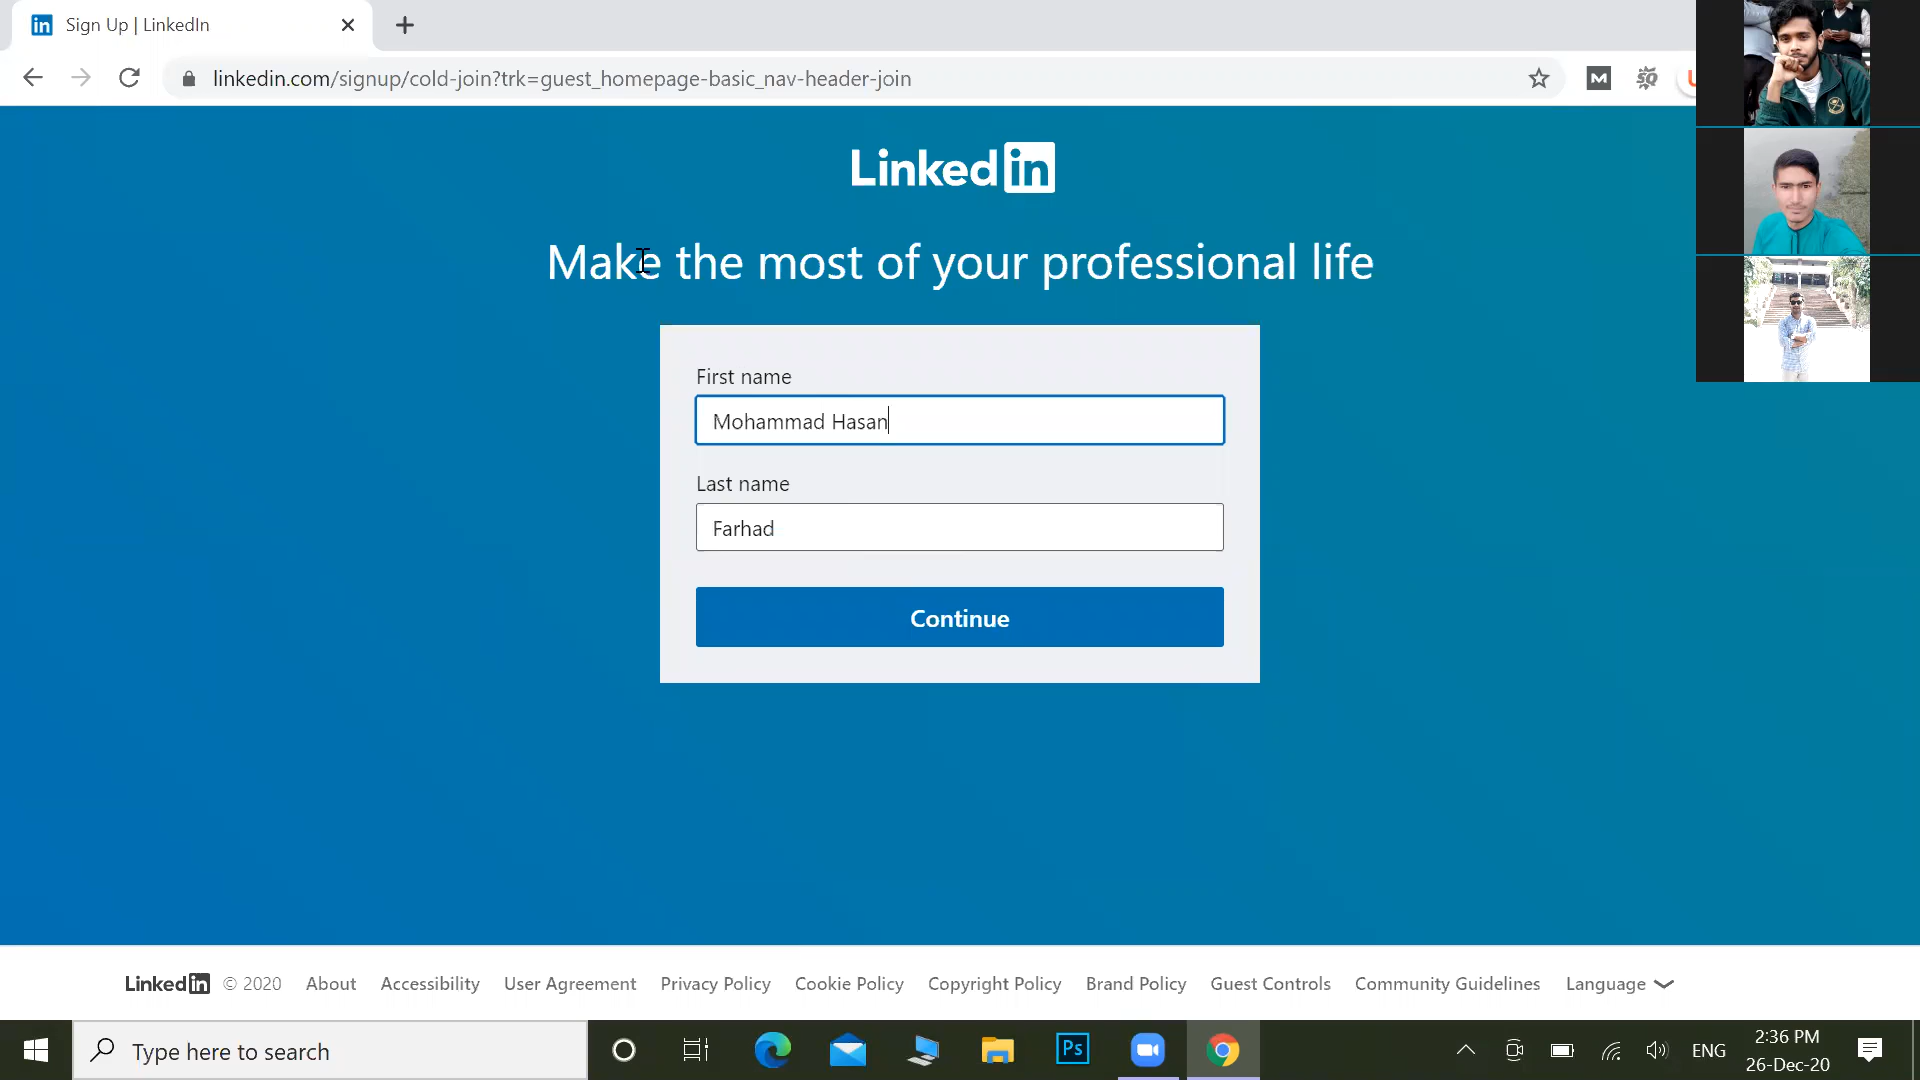 Sign Up | LinkedIn
linkedin.com/signup/cold-join?trk=guest_homepage-basic_nav-header-join
Linkedin
Make the most of your professional life
First name
Mohammad Hasan
Last name
Farhad
Continue
Linkedin © 2020 About Accessibility User Agreement Privacy Policy Cookie Policy Copyright Policy Brand Policy Guest Controls Community Guidelines Language
Type here to search
Ps
ENG
2:36 PM
26-Dec-20